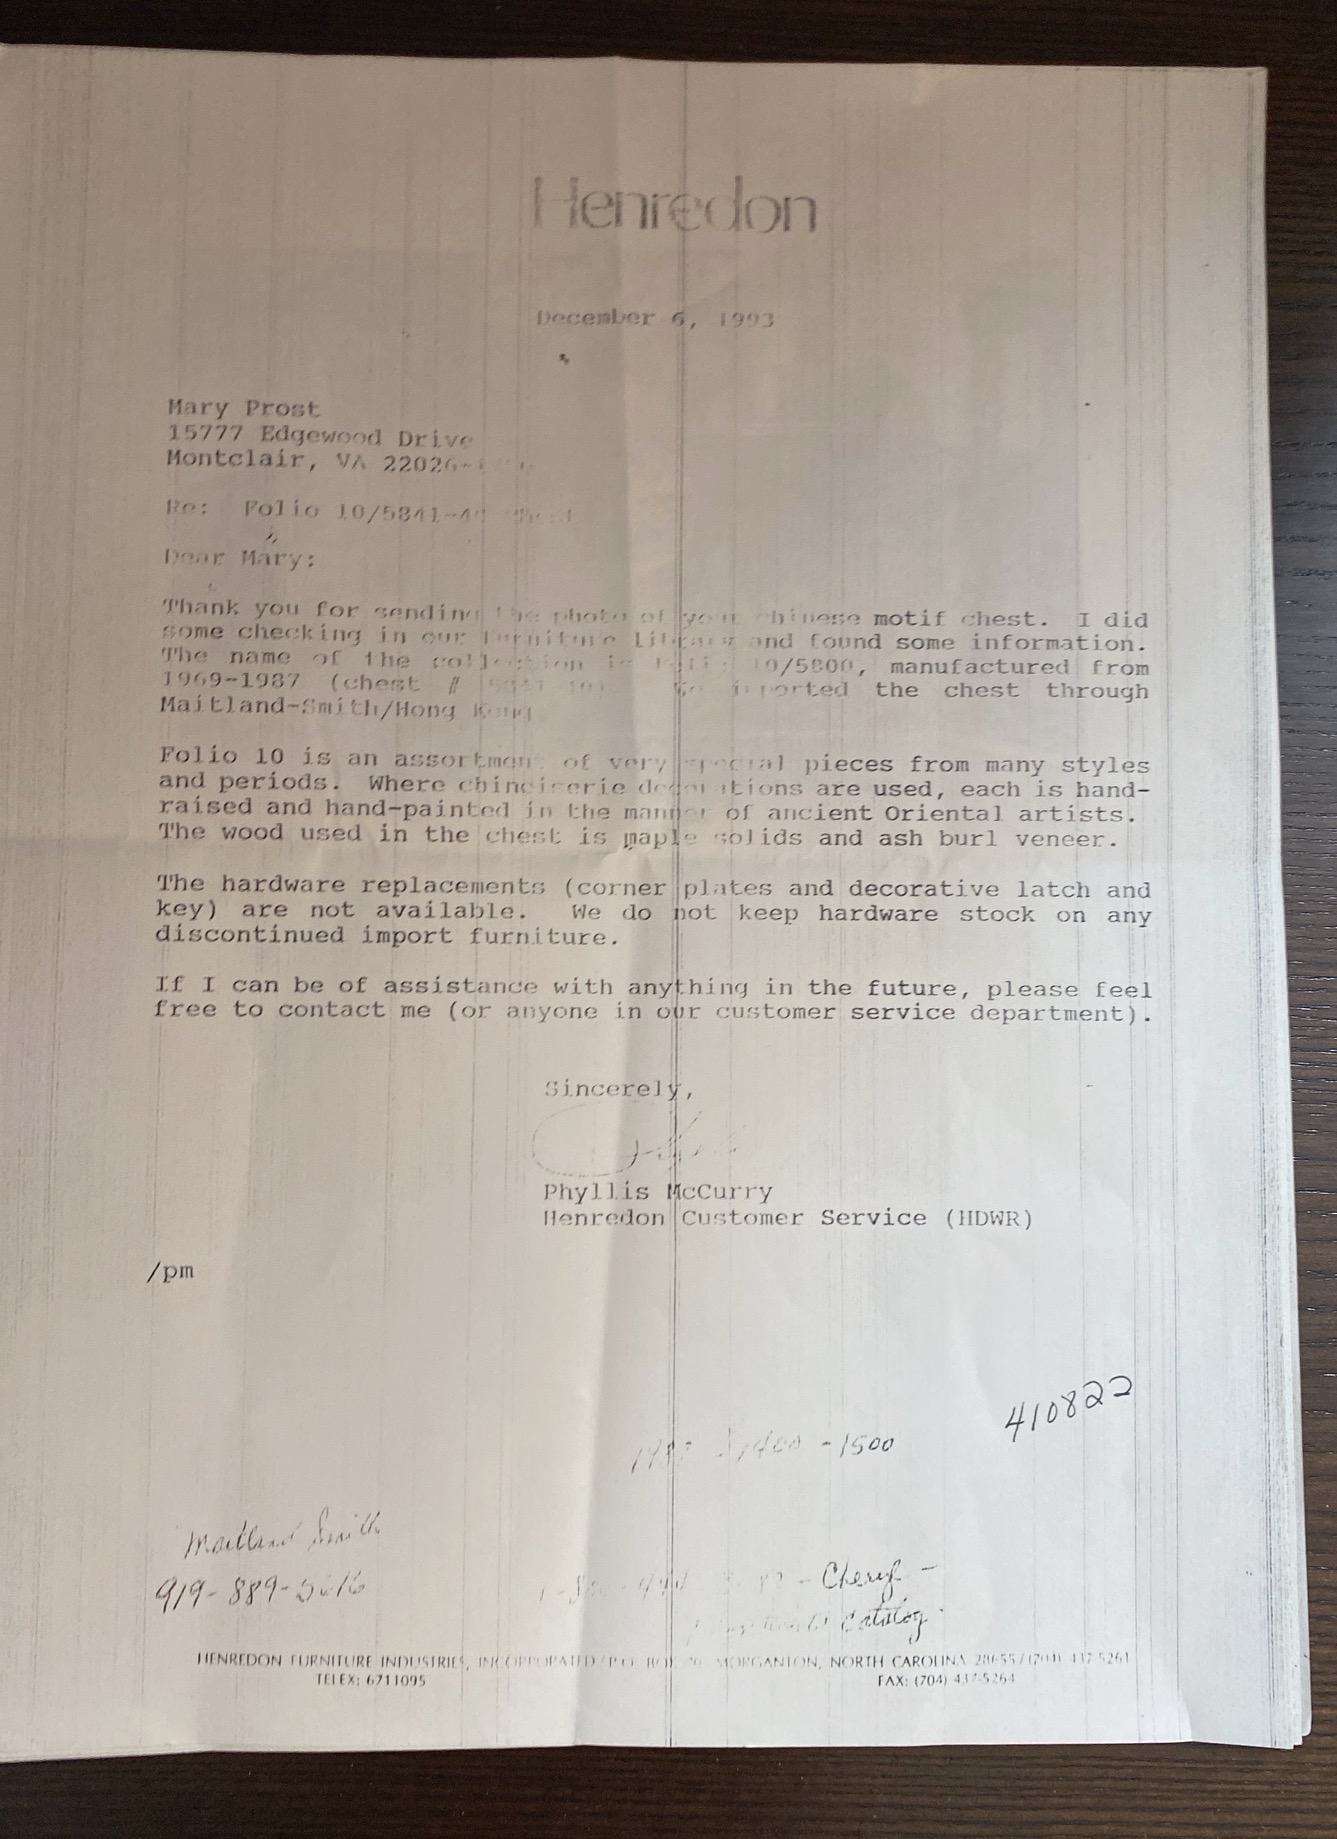 Henredon
December 6, 1993
Mary Prost
15777 Edgewood Drive
Montclair, VA 22026-
Re: Folio 10/5841-
Dear Mary:
Thank you for sending the photo of your chinese motif chest. I did
some checking in our Furniture Library and found some information.
The name of the collection is Folio 10/5800, manufactured from
1969-1987 (chest # We imported the chest through
Maitland-Smith/Hong Kong
Folio 10 is an assortment of very special pieces from many styles
and periods. Where chinoiserie decorations are used, each is hand-
raised and hand-painted in the manner of ancient Oriental artists.
The wood used in the chest is maple solids and ash burl veneer.
The hardware replacements (corner plates and decorative latch and
key) are not available. We do not keep hardware stock on any
discontinued import furniture.
If I can be of assistance with anything in the future, please feel
free to contact me (or anyone in our customer service department).
Sincerely,
Phyllis McCurry
Henredon Customer Service (HDWR)
/pm
410822
-1500
Maitland Smith
919-889-
- Cheryl -
Catalog.
HENREDON FURNITURE INDUSTRIES, INCORPORATED / P.O. BOX MORGANTON, NORTH CAROLINA 28655 / (704) 437-5261
TELEX: 6711095
FAX: (704) 437-5264